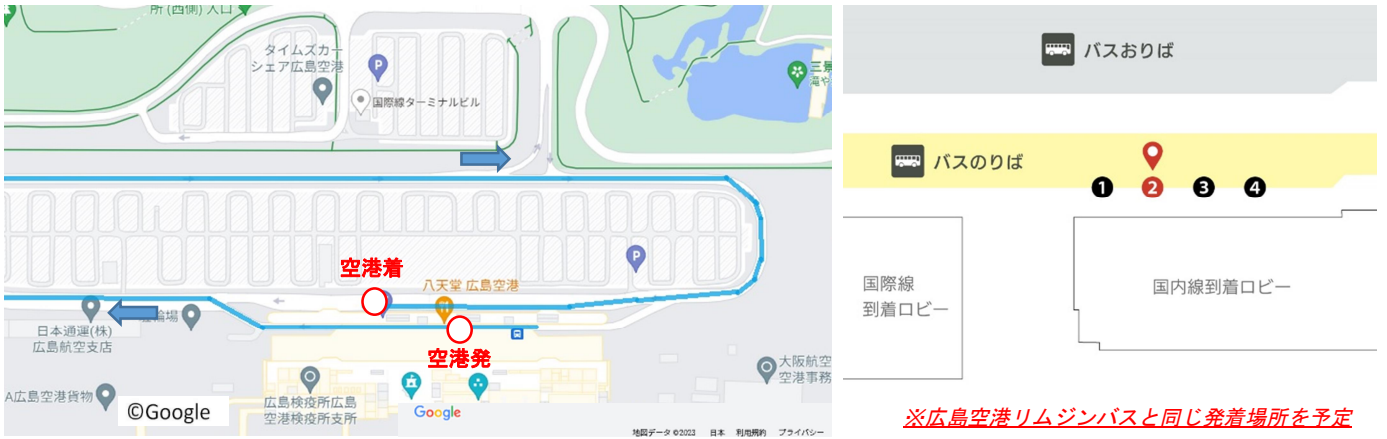 所 (西側) 入口
タイムズカー
シェア広島空港
国際線ターミナルビル
三景
P
P
空港着
八天堂 広島空港
日本通運(株)
広島航空支店
輪場
空港発
大阪航空
空港事務
A広島空港貨物
©Google
広島検疫所広島
空港検疫所支所
Google
地図データ ©2023 日本 利用規約 プライバシー
バスおりば
バスのりば
1 2 3 4
国際線
到着ロビー
国内線到着ロビー
※広島空港リムジンバスと同じ発着場所を予定